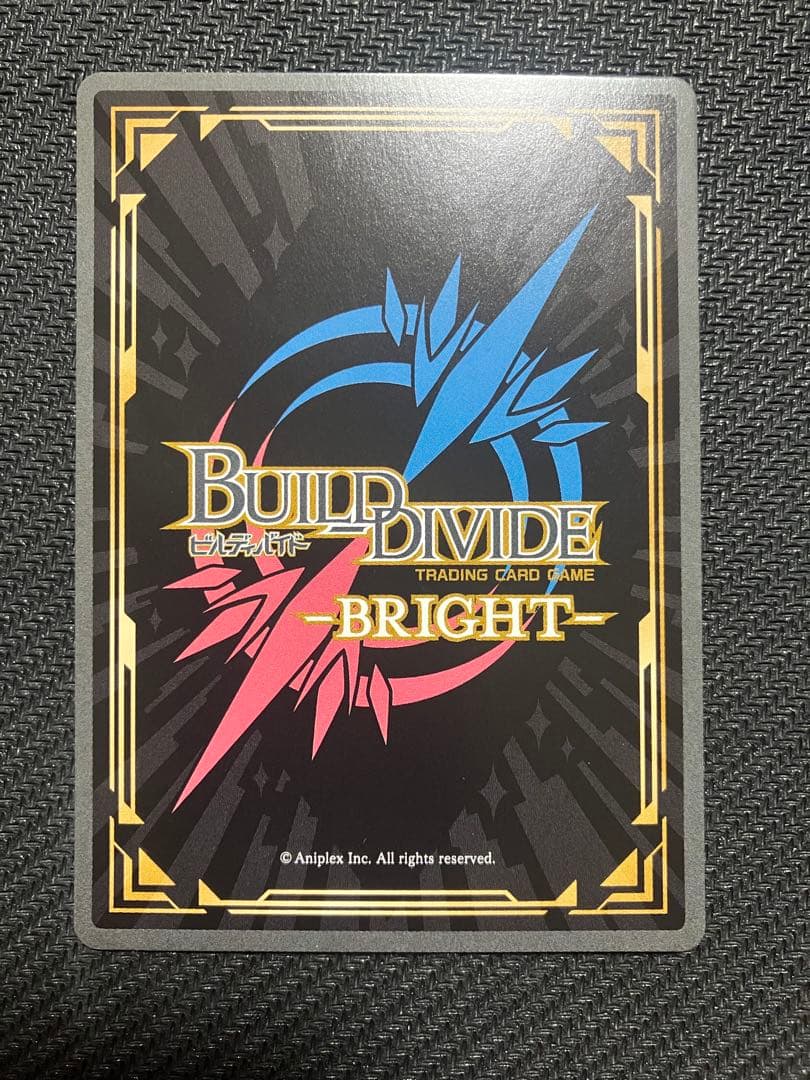 BUILD DIVIDE
ビルディバイド
TRADING CARD GAME
-BRIGHT-
© Aniplex Inc. All rights reserved.